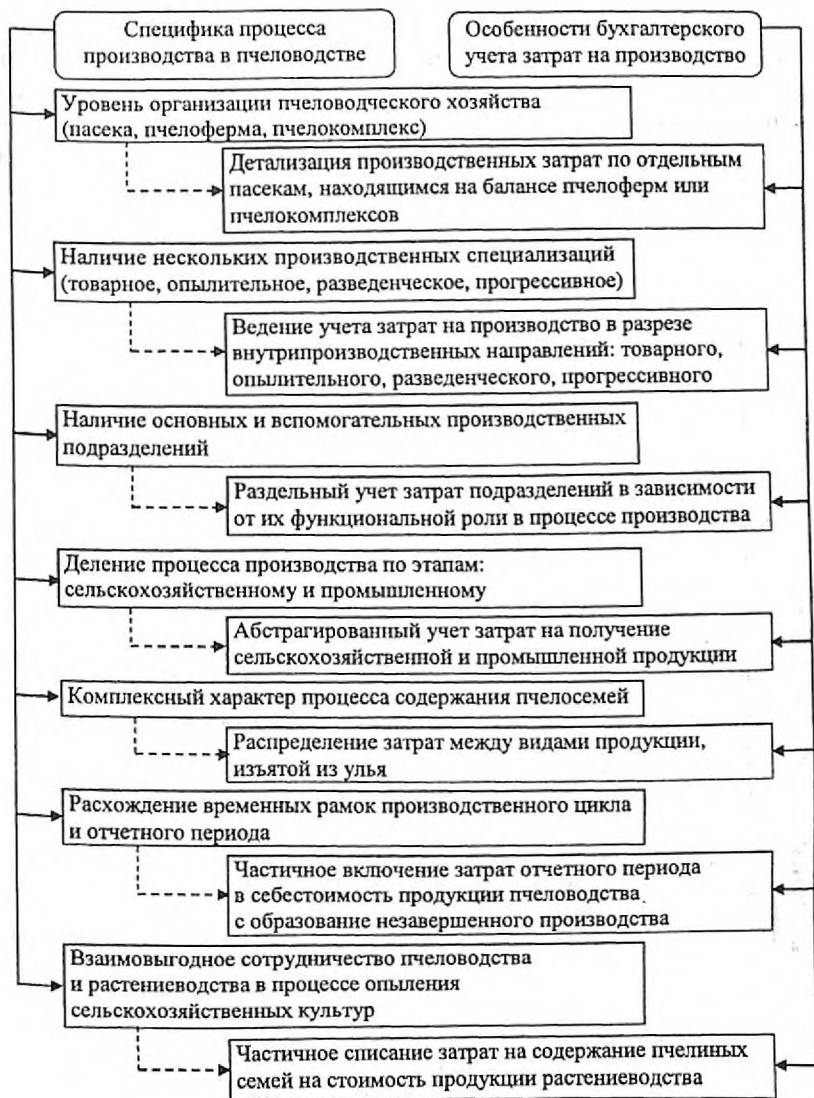 Специфика процесса
производства в пчеловодстве
Особенности бухгалтерского
учета затрат на производство
Уровень организации пчеловодческого хозяйства
(пасека, пчелоферма, пчелокомплекс)
Детализация производственных затрат по отдельным
пасекам, находящимся на балансе пчелоферм или
пчелокомплексов
Наличие нескольких производственных специализаций
(товарное, опылительное, разведенческое, прогрессивное)
Ведение учета затрат на производство в разрезе
внутрипроизводственных направлений: товарного,
опылительного, разведенческого, прогрессивного
Наличие основных и вспомогательных производственных
подразделений
Раздельный учет затрат подразделений в зависимости
от их функциональной роли в процессе производства
Деление процесса производства по этапам:
сельскохозяйственному и промышленному
Абстрагированный учет затрат на получение
сельскохозяйственной и промышленной продукции
Комплексный характер процесса содержания пчелосемей
Распределение затрат между видами продукции,
изъятой из улья
Расхождение временных рамок производственного цикла
и отчетного периода
Частичное включение затрат отчетного периода
в себестоимость продукции пчеловодства
с образование незавершенного производства
Взаимовыгодное сотрудничество пчеловодства
и растениеводства в процессе опыления
сельскохозяйственных культур
Частичное списание затрат на содержание пчелиных
семей на стоимость продукции растениеводства